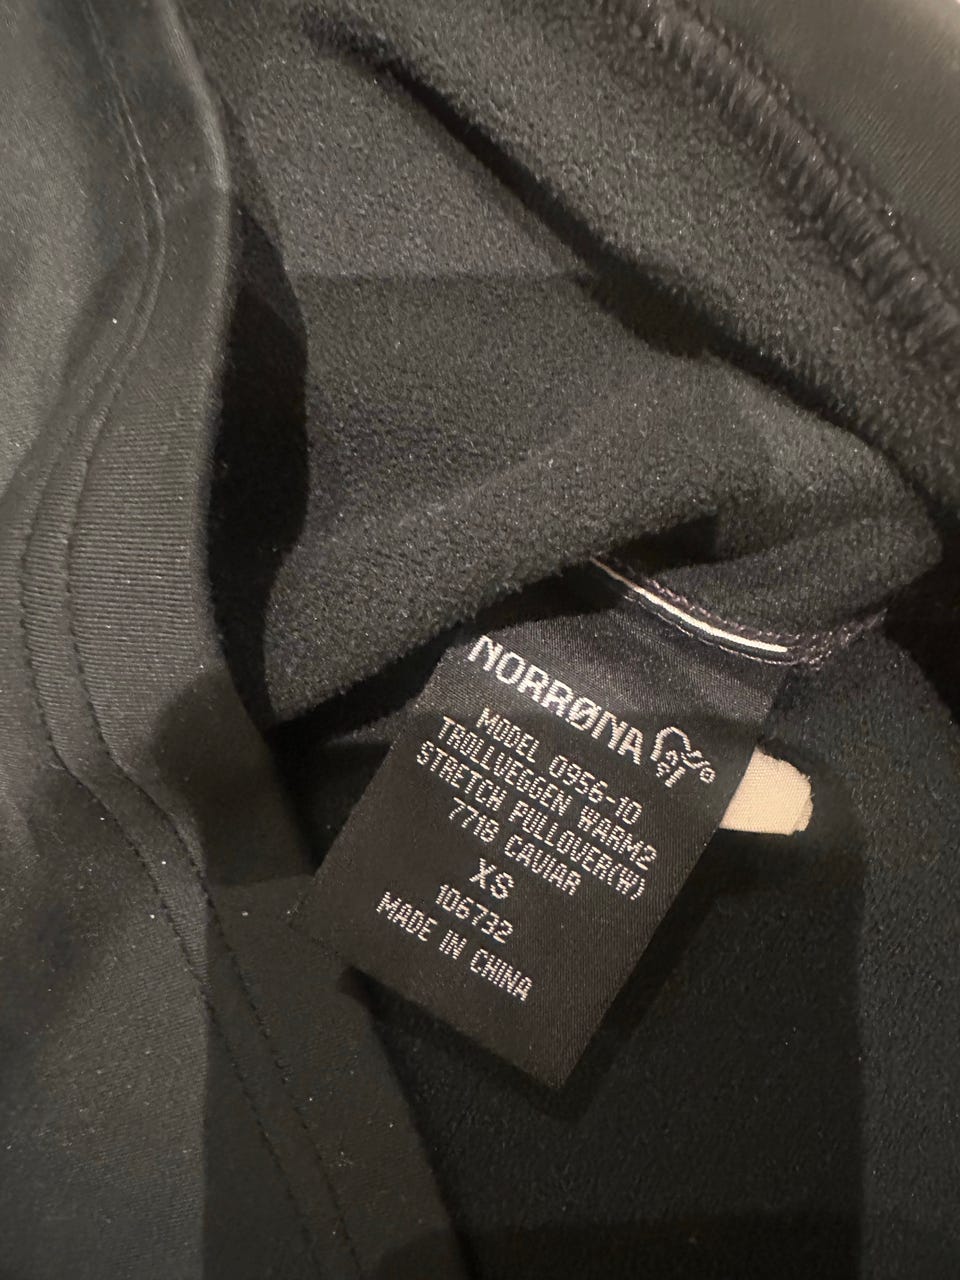 NORRØNA
MODEL 0956-10
TROLLVEGGEN WARM2
STRETCH PULLOVER(W)
7718 CAVIAR
XS
106732
MADE IN CHINA